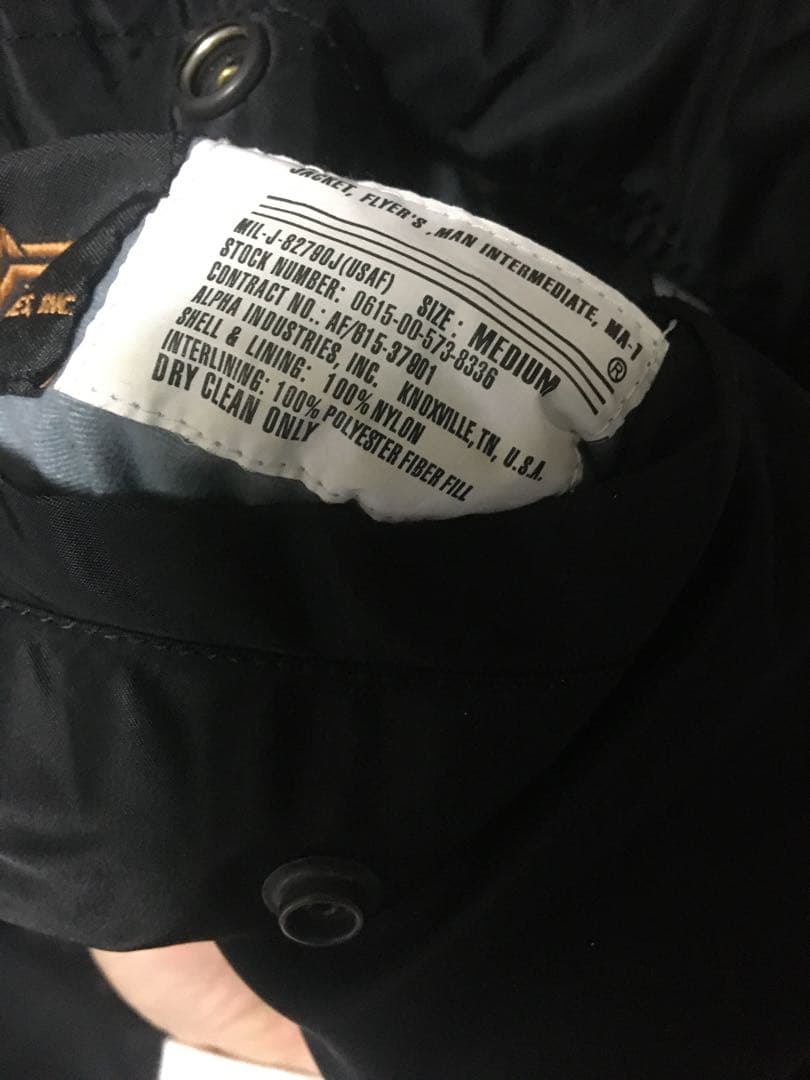 JACKET, FLYER'S, MAN INTERMEDIATE, MA-1
MIL-J-82790J(USAF) SIZE: MEDIUM ®
STOCK NUMBER: 0615-00-573-8336
CONTRACT NO.: AF/815-37901
ALPHA INDUSTRIES, INC. KNOXVILLE, TN, U.S.A.
SHELL & LINING: 100% NYLON
INTERLINING: 100% POLYESTER FIBER FILL
DRY CLEAN ONLY
INC.